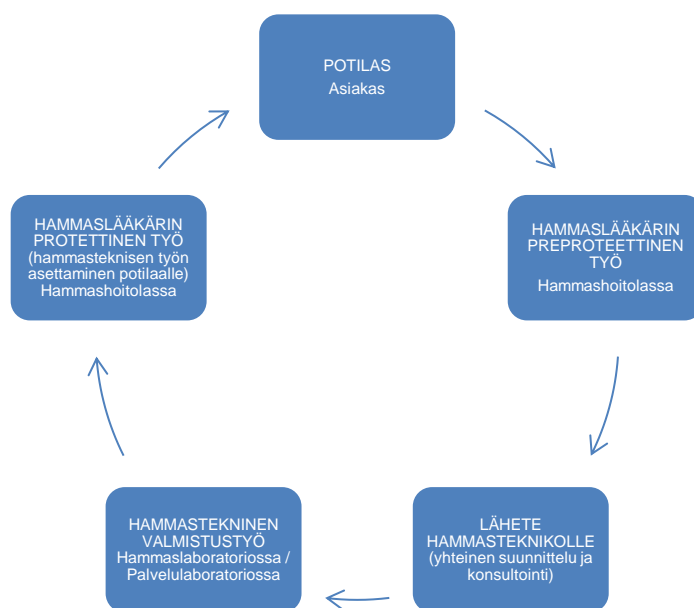 POTILAS
Asiakas
HAMMASLÄÄKÄRIN
PREPROTEETTINEN
TYÖ
Hammashoitolassa
LÄHETE
HAMMASTEKNIKOLLE
(yhteinen suunnittelu ja
konsultointi)
HAMMASTEKNINEN
VALMISTUSTYÖ
Hammaslaboratoriossa /
Palvelulaboratoriossa
HAMMASLÄÄKÄRIN
PROTETTINEN TYÖ
(hammasteknisen työn
asettaminen potilaalle)
Hammashoitolassa